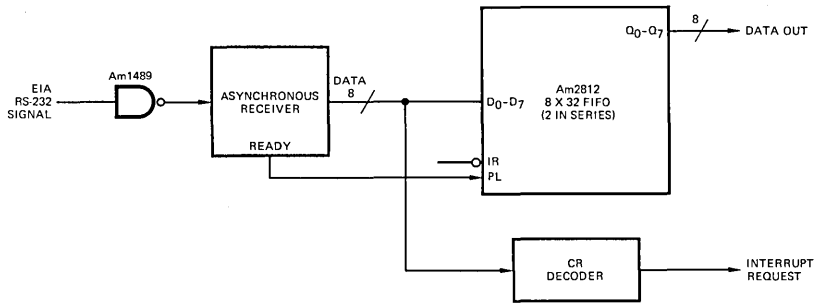 EIA
RS-232
SIGNAL
Am1489
ASYNCHRONOUS
RECEIVER
READY
DATA
8
D0-D7
IR
PL
Am2812
8 X 32 FIFO
(2 IN SERIES)
Q0-Q7
8
DATA OUT
CR
DECODER
INTERRUPT
REQUEST